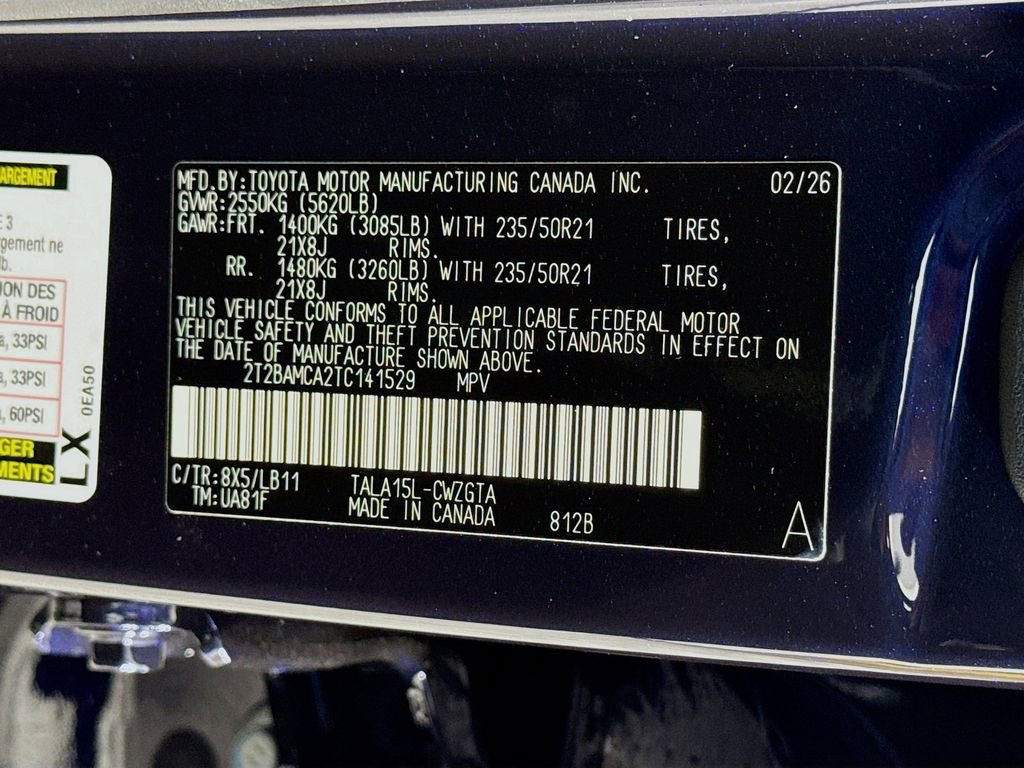 ARGEMENT
E 3
rgement ne
lb.
ION DES
À FROID
a, 33PSI
a, 33PSI
a, 60PSI
GER
MENTS
LX
0EA50
MFD.BY:TOYOTA MOTOR MANUFACTURING CANADA INC. 02/26
GVWR:2550KG (5620LB)
GAWR:FRT. 1400KG (3085LB) WITH 235/50R21 TIRES,
21X8J RIMS.
RR. 1480KG (3260LB) WITH 235/50R21 TIRES,
21X8J RIMS.
THIS VEHICLE CONFORMS TO ALL APPLICABLE FEDERAL MOTOR
VEHICLE SAFETY AND THEFT PREVENTION STANDARDS IN EFFECT ON
THE DATE OF MANUFACTURE SHOWN ABOVE.
2T2BAMCA2TC141529 MPV
C/TR:8X5/LB11 TALA15L-CWZGTA
TM:UA81F MADE IN CANADA 812B A